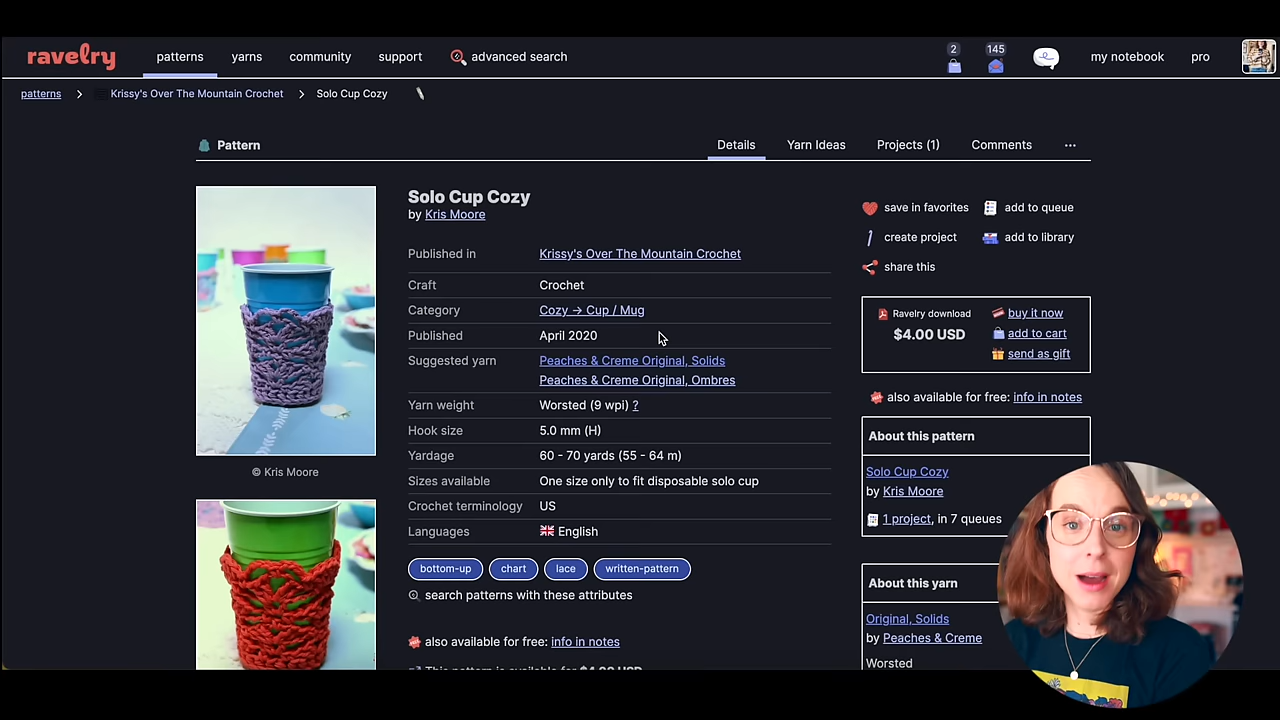 ravelry
patterns yarns community support advanced search 2 145 my notebook pro
patterns Krissy's Over The Mountain Crochet Solo Cup Cozy
Pattern Details Yarn Ideas Projects (1) Comments ...
Solo Cup Cozy
by Kris Moore
Published in Krissy's Over The Mountain Crochet
Craft Crochet
Category Cozy → Cup / Mug
Published April 2020
Suggested yarn Peaches & Creme Original, Solids
Peaches & Creme Original, Ombres
Yarn weight Worsted (9 wpi) ?
Hook size 5.0 mm (H)
Yardage 60 - 70 yards (55 - 64 m)
Sizes available One size only to fit disposable solo cup
Crochet terminology US
Languages English
bottom-up chart lace written-pattern
search patterns with these attributes
also available for free: info in notes
This pattern is available for $4.00 USD
© Kris Moore
save in favorites add to queue
create project add to library
share this
Ravelry download buy it now
$4.00 USD add to cart
send as gift
also available for free: info in notes
About this pattern
Solo Cup Cozy
by Kris Moore
1 project, in 7 queues
About this yarn
Original, Solids
by Peaches & Creme
Worsted